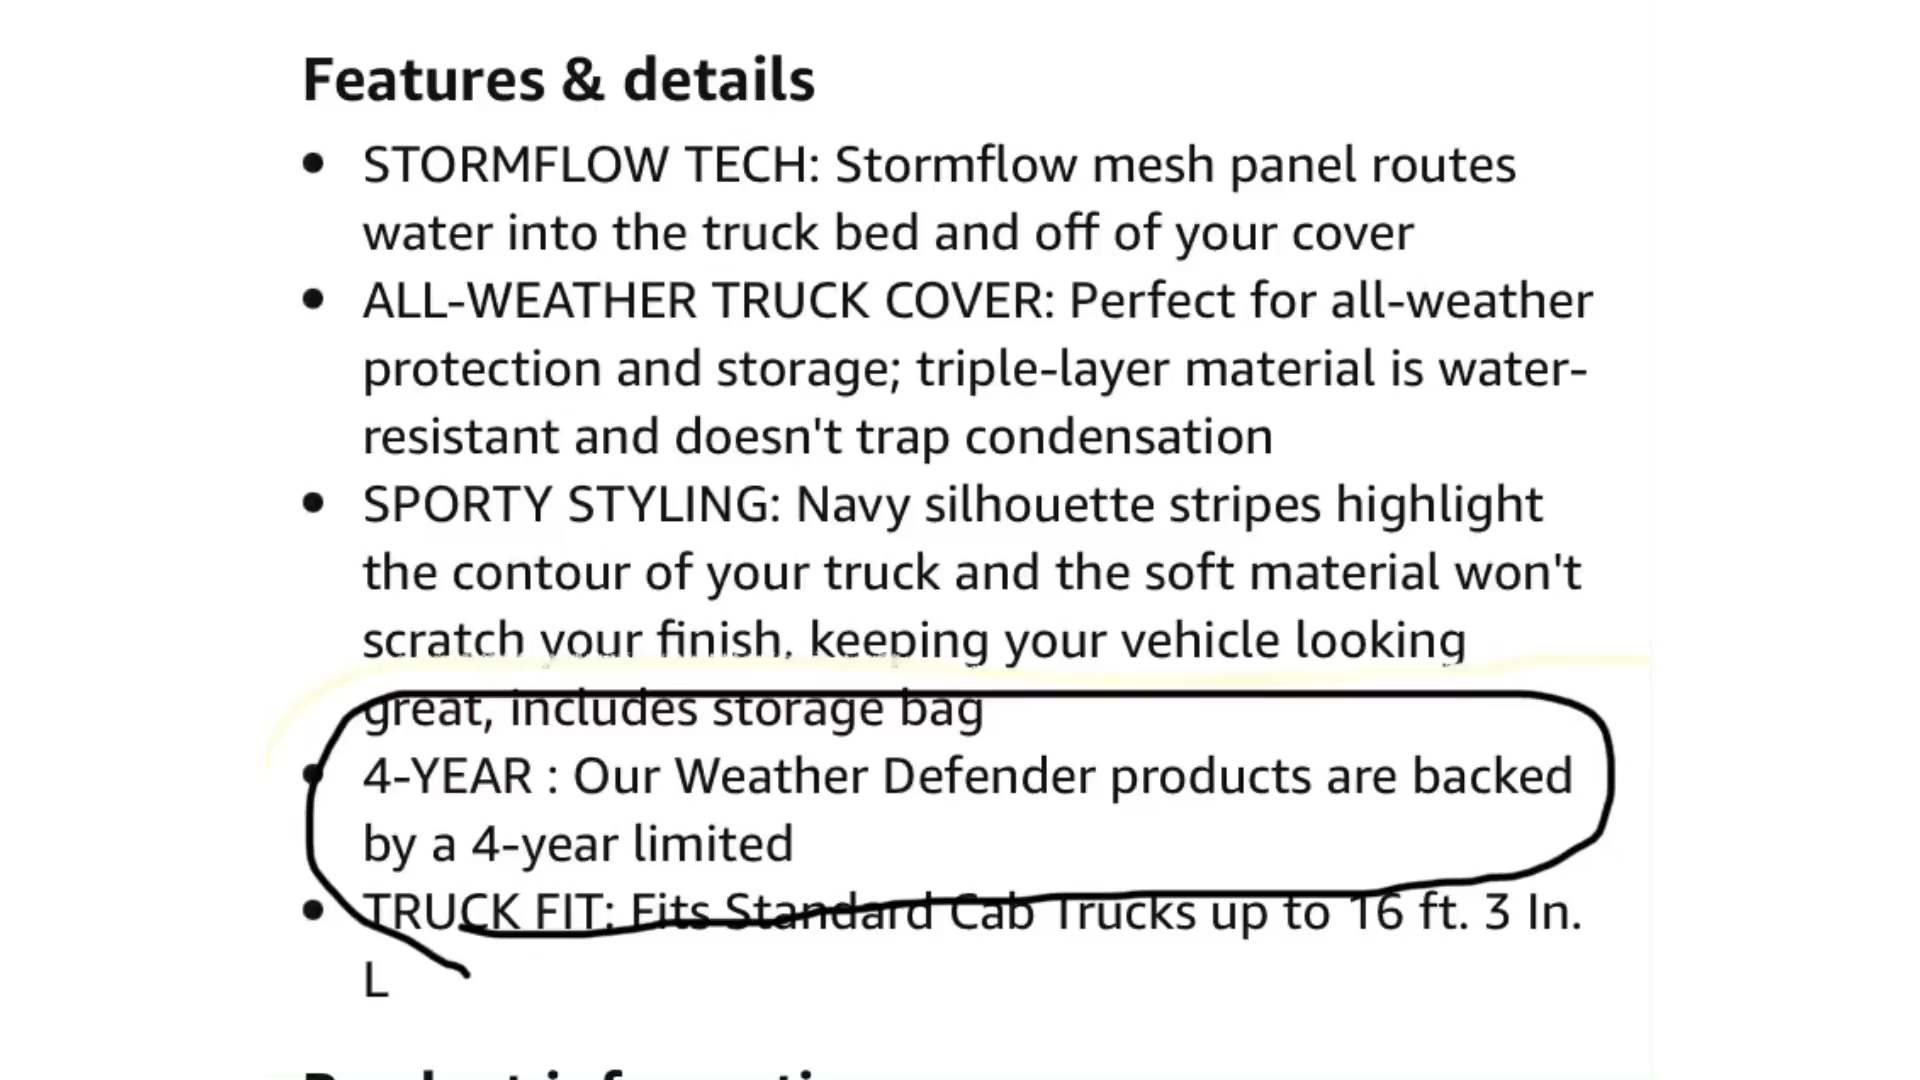 Features & details
• STORMFLOW TECH: Stormflow mesh panel routes
water into the truck bed and off of your cover
• ALL-WEATHER TRUCK COVER: Perfect for all-weather
protection and storage; triple-layer material is water-
resistant and doesn't trap condensation
• SPORTY STYLING: Navy silhouette stripes highlight
the contour of your truck and the soft material won't
scratch your finish, keeping your vehicle looking
great, includes storage bag
• 4-YEAR : Our Weather Defender products are backed
by a 4-year limited
• TRUCK FIT: Fits Standard Cab Trucks up to 16 ft. 3 In.
L